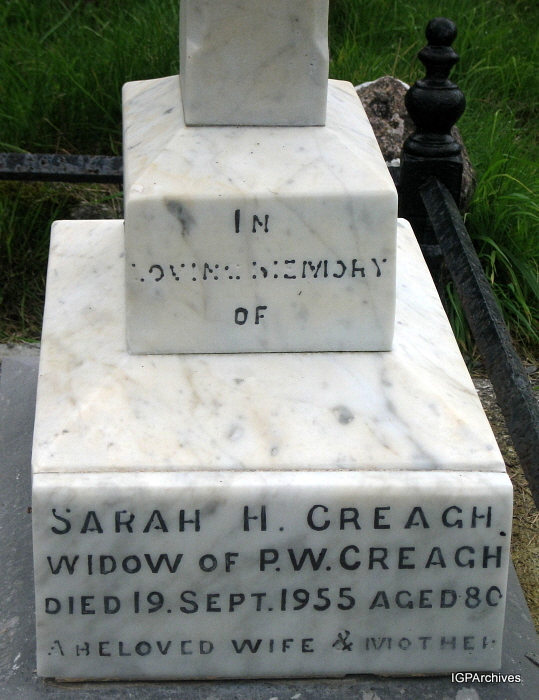 IN
LOVING MEMORY
OF
SARAH H. CREAGH.
WIDOW OF P.W. CREAGH
DIED 19. SEPT. 1955 AGED 80
A BELOVED WIFE & MOTHER
IGPArchives